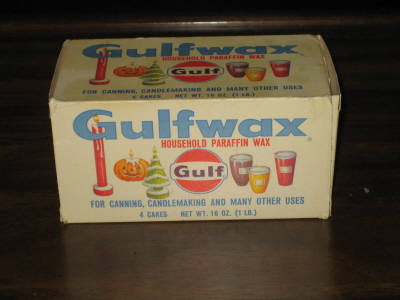 Gulfwax
HOUSEHOLD PARAFFIN WAX
Gulf
FOR CANNING, CANDLEMAKING AND MANY OTHER USES
4 CAKES NET WT. 16 OZ. (1 LB.)
Gulfwax®
HOUSEHOLD PARAFFIN WAX
Gulf
FOR CANNING, CANDLEMAKING AND MANY OTHER USES
4 CAKES NET WT. 16 OZ. (1 LB.)